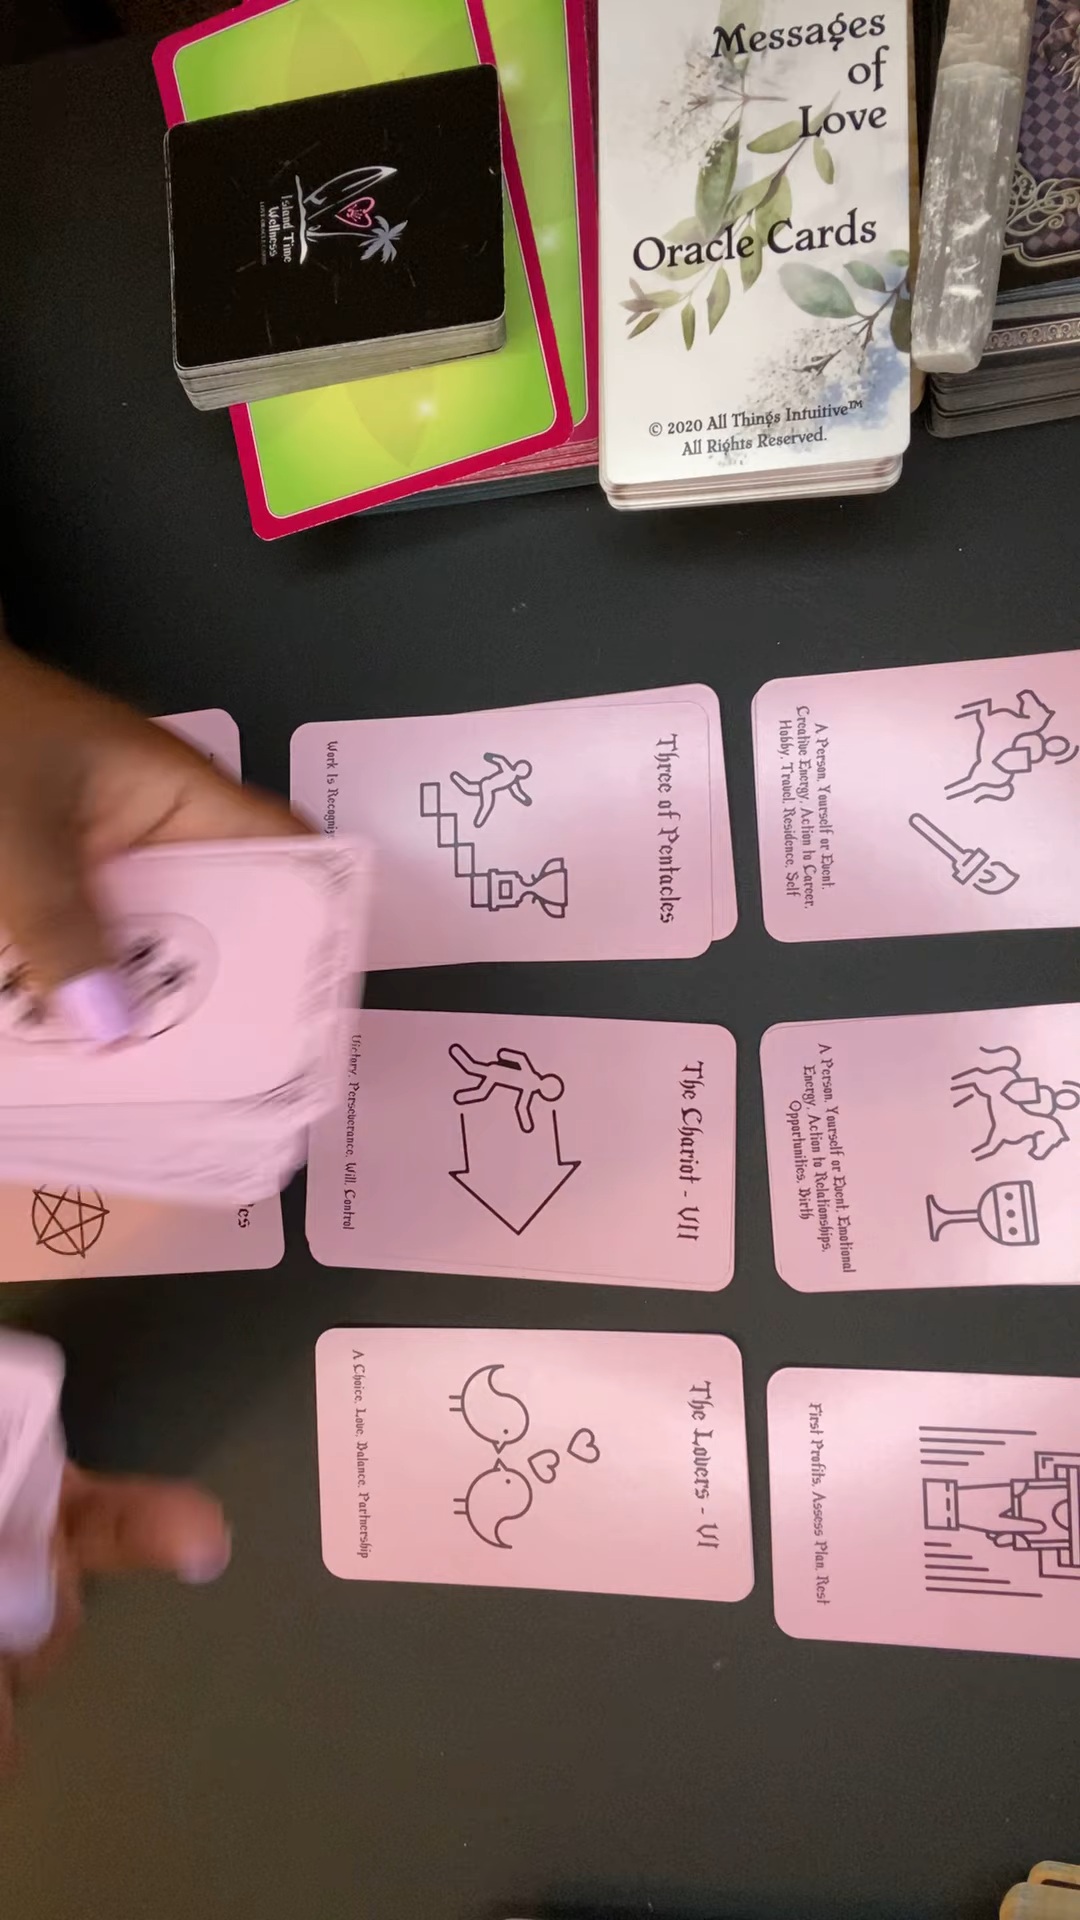 Messages
of
Love
Oracle Cards
© 2020 All Things Intuitive™
All Rights Reserved.
Island Time
Wellness
Three of Pentacles
Work Is
A Person, Yourself or Event,
Creative Energy, Action to Career,
Hobby, Travel, Residence, Self
The Chariot - VII
Victory, Perseverance, Will, Control
A Person, Yourself or Event, Emotional
Energy, Action to Relationships,
Opportunities, Birth
The Lovers - VI
A Choice, Love, Balance, Partnership
First Profits, Assess Plan, Rest